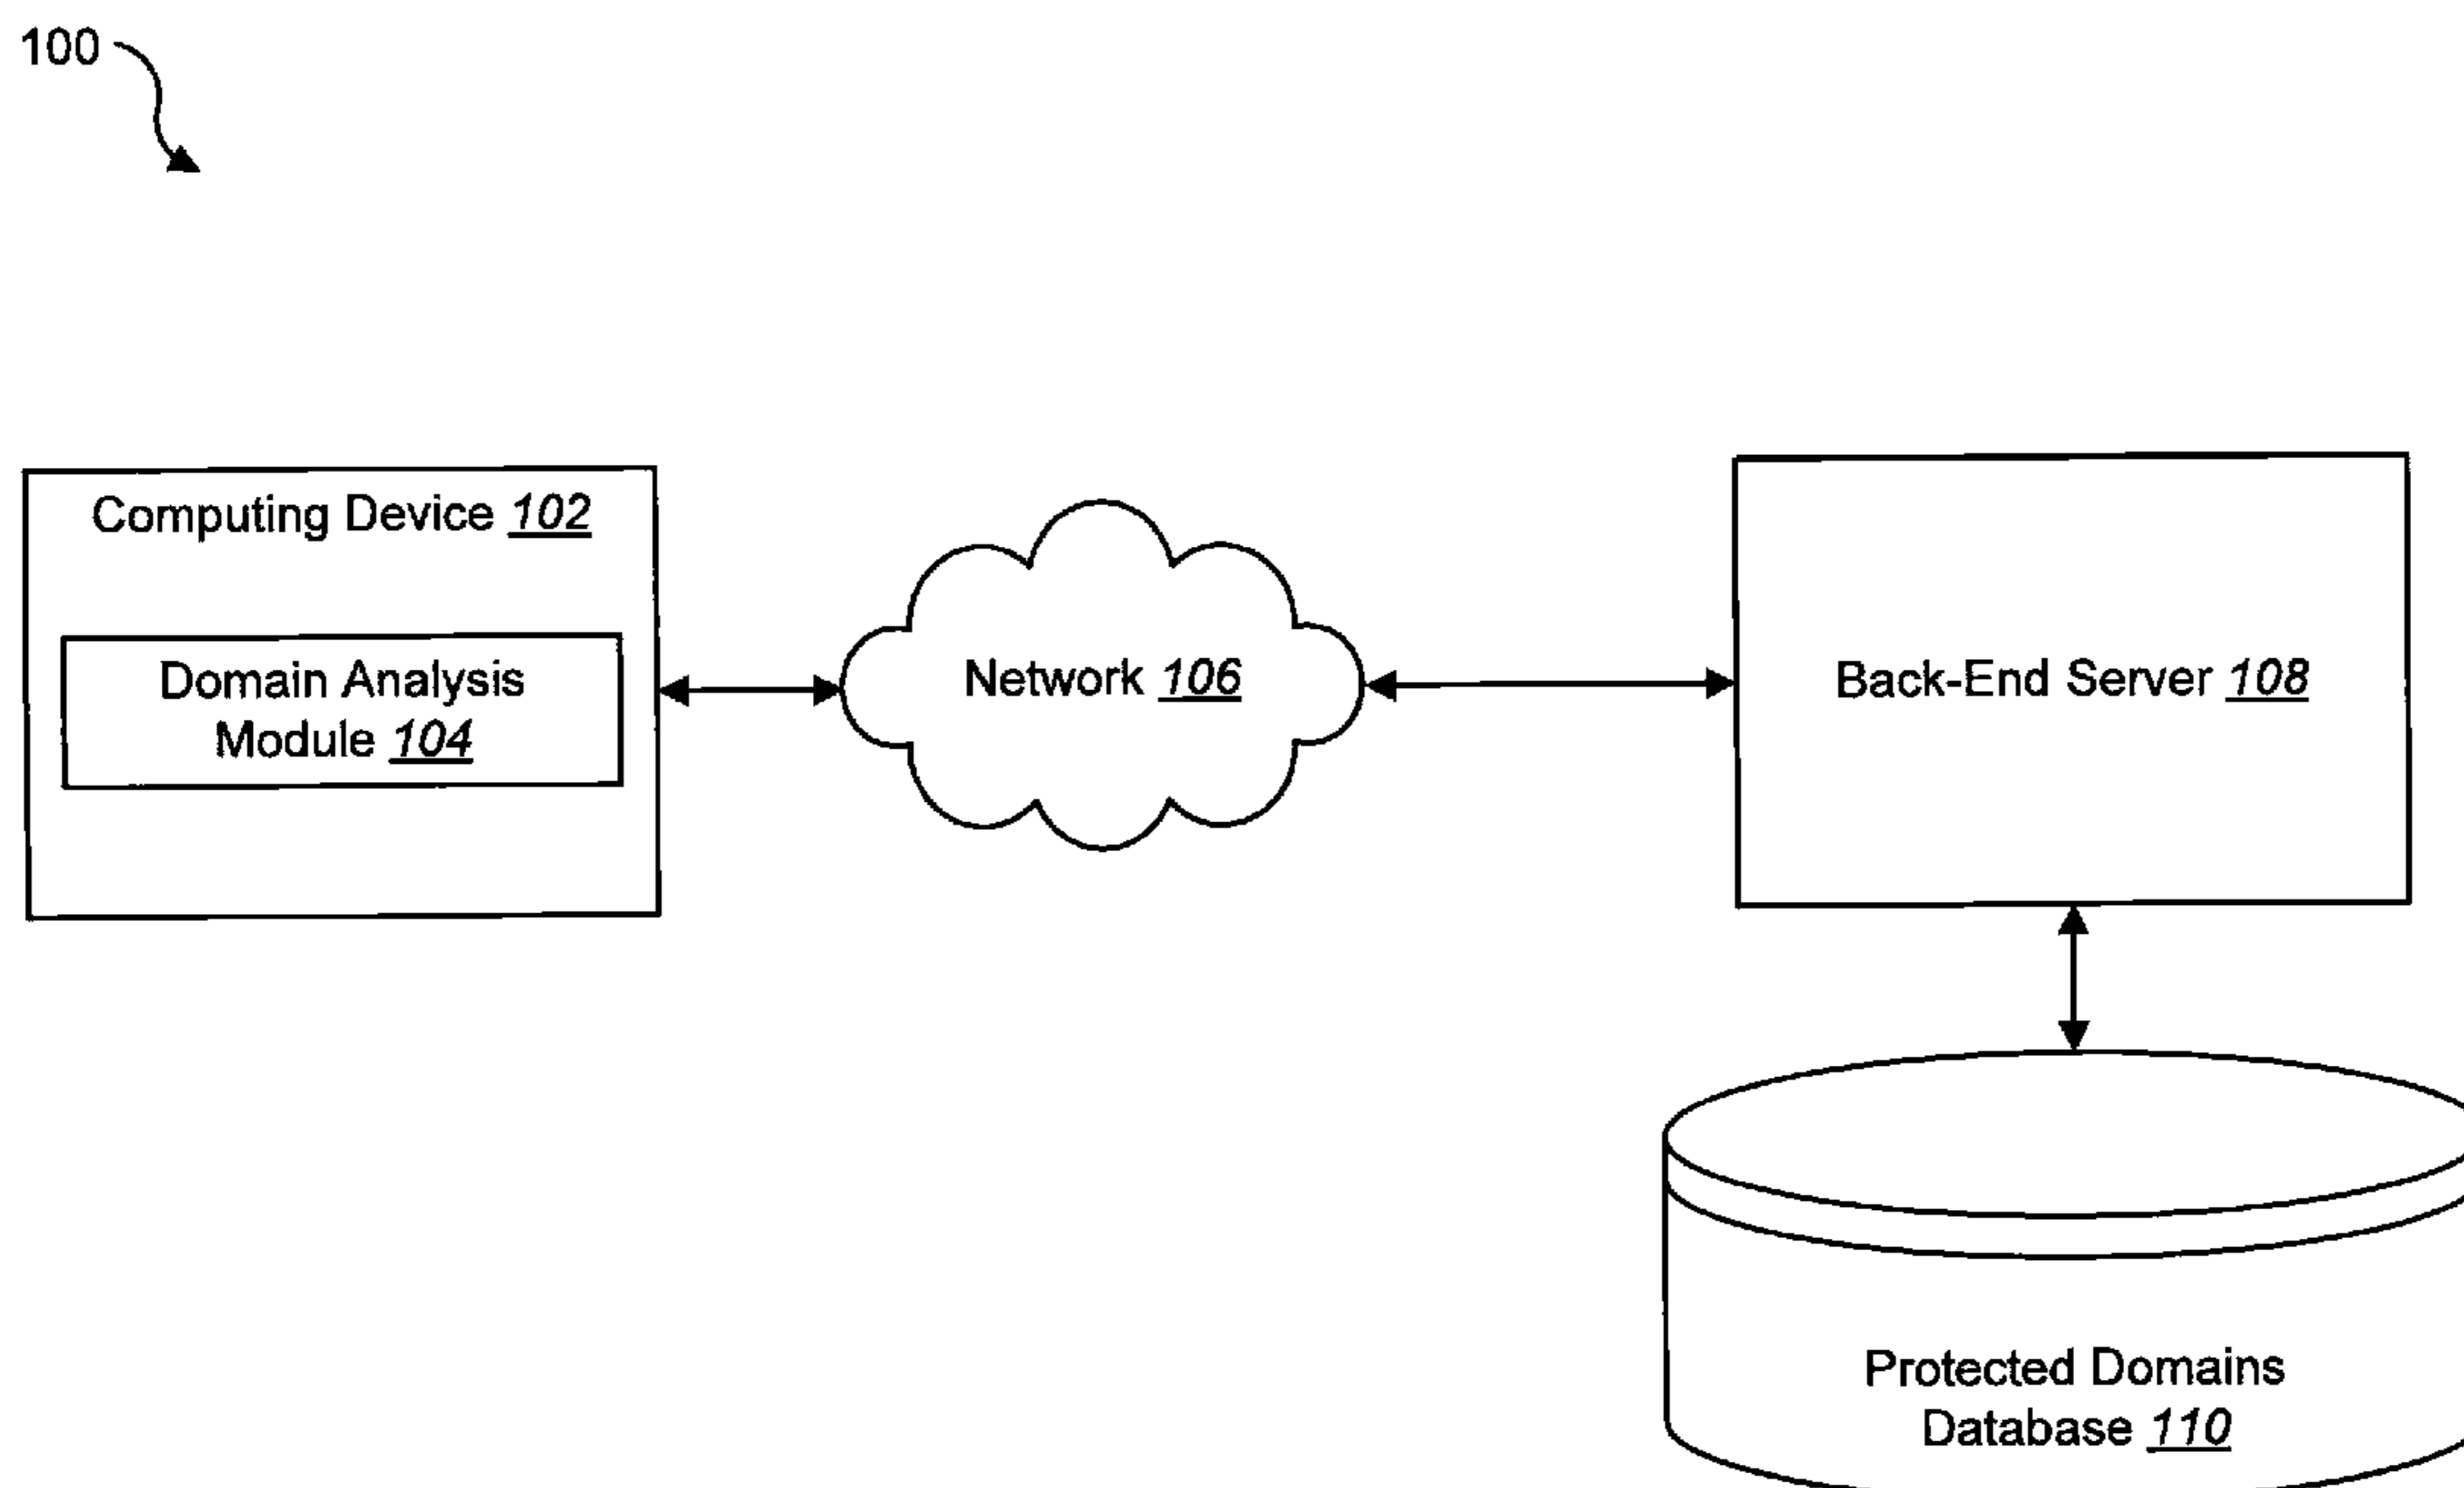 100
Computing Device 102
Domain Analysis
Module 104
Network 106
Back-End Server 108
Protected Domains
Database 110